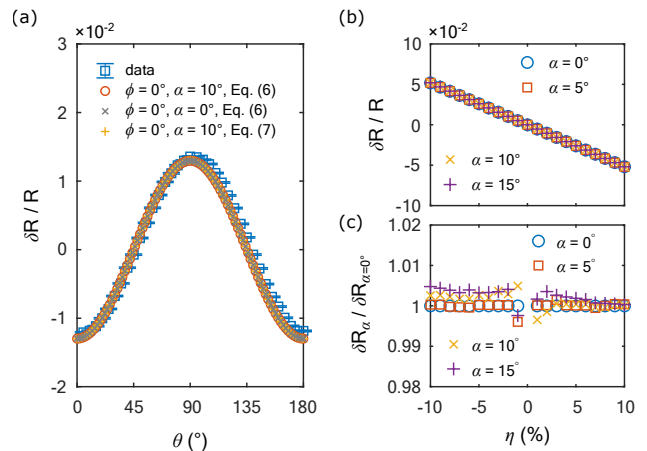 (a)
×10⁻²
3
2
1
0
-1
-2
δR / R
data
ϕ = 0°, α = 10°, Eq. (6)
ϕ = 0°, α = 0°, Eq. (6)
ϕ = 0°, α = 10°, Eq. (7)
0 45 90 135 180
θ (°)
(b)
×10⁻²
10
5
0
-5
-10
δR / R
α = 0°
α = 5°
α = 10°
α = 15°
(c)
1.02
1.01
1
0.99
0.98
δRα / δRα=0°
α = 0°
α = 5°
α = 10°
α = 15°
-10 -5 0 5 10
η (%)